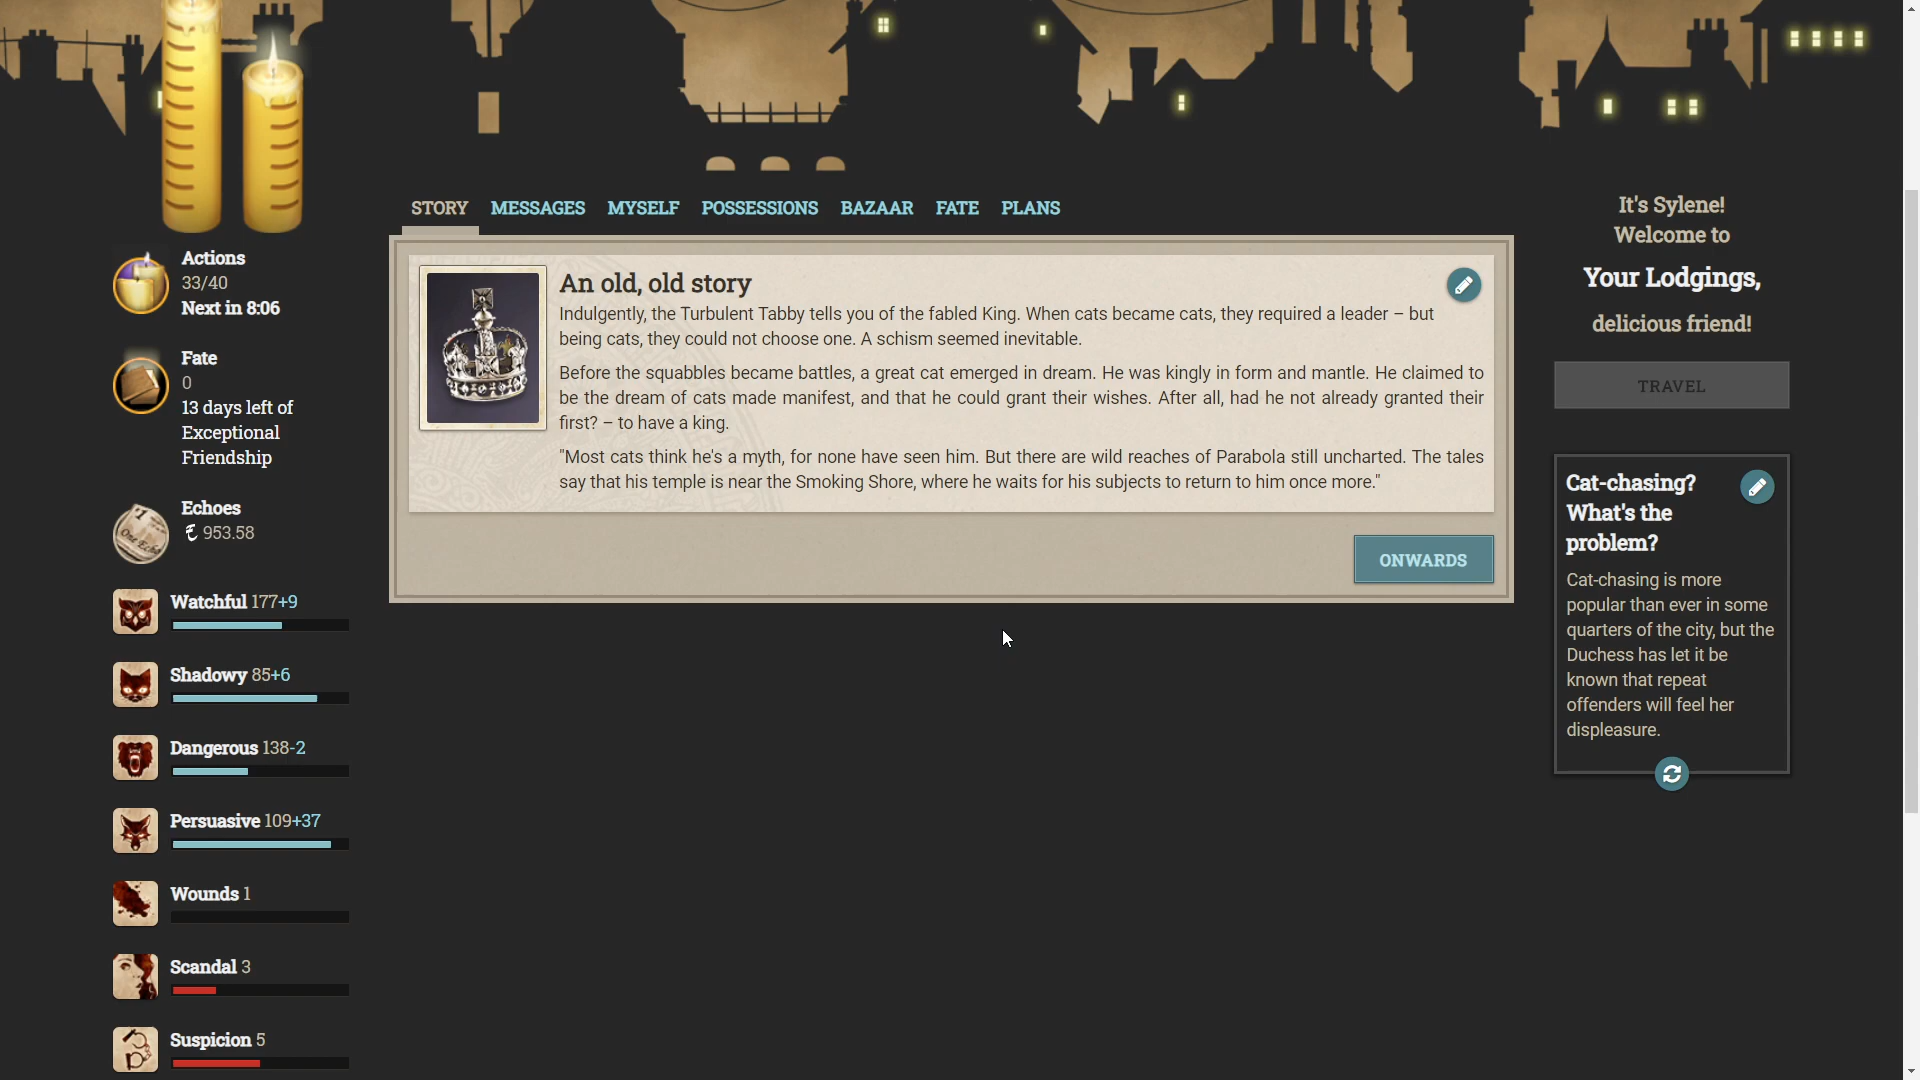 STORY MESSAGES MYSELF POSSESSIONS BAZAAR FATE PLANS
Actions
33/40
Next in 8:06
Fate
0
13 days left of
Exceptional
Friendship
Echoes
953.58
Watchful 177+9
Shadowy 85+6
Dangerous 138-2
Persuasive 109+37
Wounds 1
Scandal 3
Suspicion 5
An old, old story
Indulgently, the Turbulent Tabby tells you of the fabled King. When cats became cats, they required a leader – but
being cats, they could not choose one. A schism seemed inevitable.
Before the squabbles became battles, a great cat emerged in dream. He was kingly in form and mantle. He claimed to
be the dream of cats made manifest, and that he could grant their wishes. After all, had he not already granted their
first? – to have a king.
"Most cats think he's a myth, for none have seen him. But there are wild reaches of Parabola still uncharted. The tales
say that his temple is near the Smoking Shore, where he waits for his subjects to return to him once more."
ONWARDS
It's Sylene!
Welcome to
Your Lodgings,
delicious friend!
TRAVEL
Cat-chasing?
What's the
problem?
Cat-chasing is more
popular than ever in some
quarters of the city, but the
Duchess has let it be
known that repeat
offenders will feel her
displeasure.